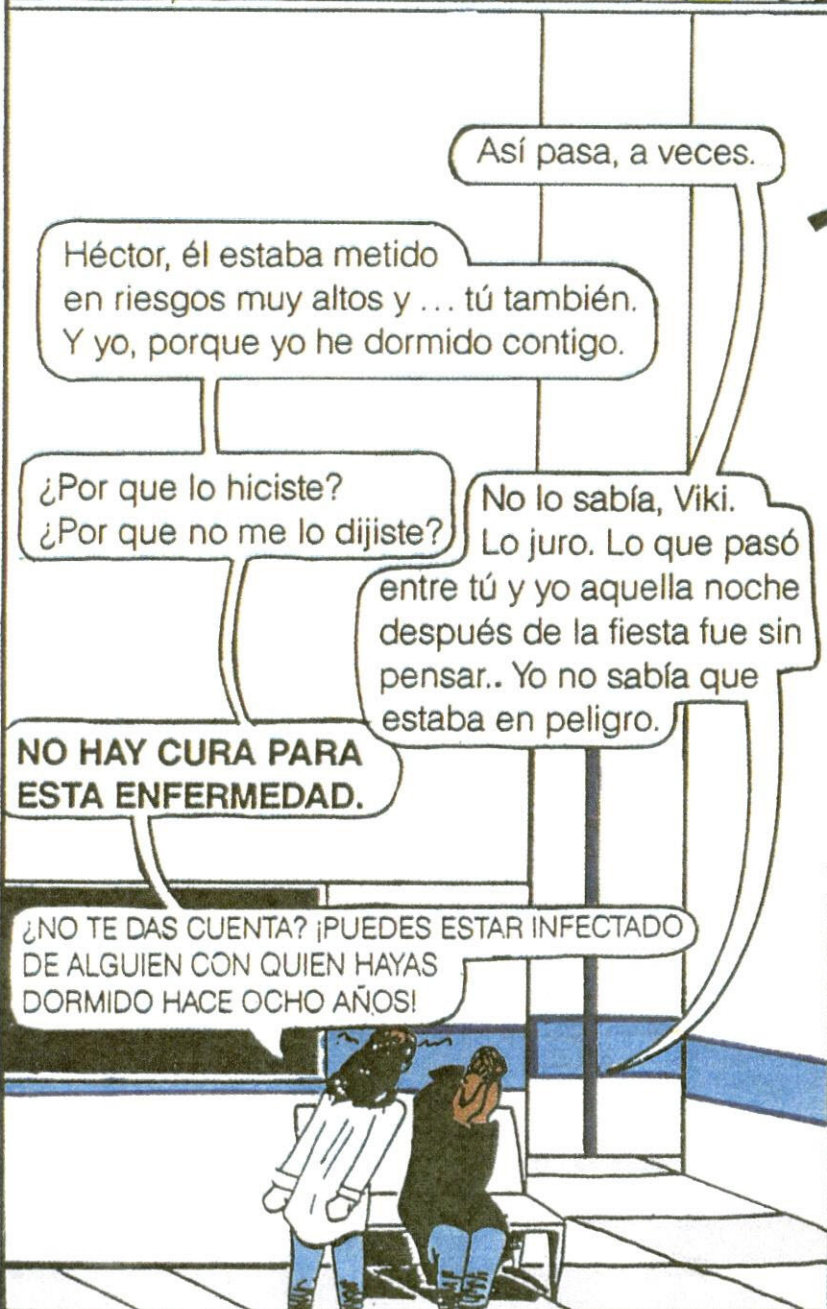 Así pasa, a veces.
Héctor, él estaba metido
en riesgos muy altos y ... tú también.
Y yo, porque yo he dormido contigo.
¿Por que lo hiciste?
¿Por que no me lo dijiste?
No lo sabía, Viki.
Lo juro. Lo que pasó
entre tú y yo aquella noche
después de la fiesta fue sin
pensar.. Yo no sabía que
estaba en peligro.
NO HAY CURA PARA
ESTA ENFERMEDAD.
¿NO TE DAS CUENTA? ¡PUEDES ESTAR INFECTADO
DE ALGUIEN CON QUIEN HAYAS
DORMIDO HACE OCHO AÑOS!